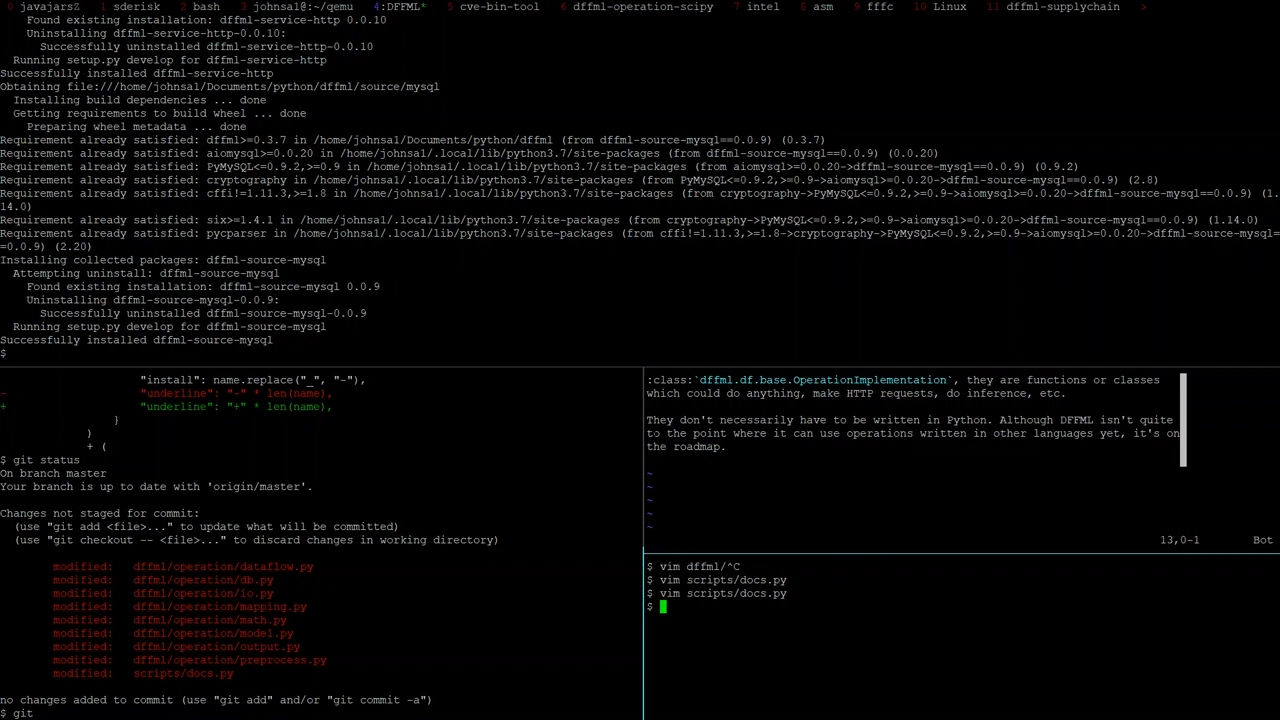 0 javajarsZ 1 sderisk 2 bash 3 johnsa1@:~/qemu 4:DFFML* 5 cve-bin-tool 6 dffml-operation-scipy 7 intel 8 asm 9 fffc 10 Linux 11 dffml-supplychain >
Found existing installation: dffml-service-http 0.0.10
Uninstalling dffml-service-http-0.0.10:
Successfully uninstalled dffml-service-http-0.0.10
Running setup.py develop for dffml-service-http
Successfully installed dffml-service-http
Obtaining file:///home/johnsa1/Documents/python/dffml/source/mysql
Installing build dependencies ... done
Getting requirements to build wheel ... done
Preparing wheel metadata ... done
Requirement already satisfied: dffml>=0.3.7 in /home/johnsa1/Documents/python/dffml (from dffml-source-mysql==0.0.9) (0.3.7)
Requirement already satisfied: aiomysql>=0.0.20 in /home/johnsa1/.local/lib/python3.7/site-packages (from dffml-source-mysql==0.0.9) (0.0.20)
Requirement already satisfied: PyMySQL<=0.9.2,>=0.9 in /home/johnsa1/.local/lib/python3.7/site-packages (from aiomysql>=0.0.20->dffml-source-mysql==0.0.9) (0.9.2)
Requirement already satisfied: cryptography in /home/johnsa1/.local/lib/python3.7/site-packages (from PyMySQL<=0.9.2,>=0.9->aiomysql>=0.0.20->dffml-source-mysql==0.0.9) (2.8)
Requirement already satisfied: cffi!=1.11.3,>=1.8 in /home/johnsa1/.local/lib/python3.7/site-packages (from cryptography->PyMySQL<=0.9.2,>=0.9->aiomysql>=0.0.20->dffml-source-mysql==0.0.9) (1.
14.0)
Requirement already satisfied: six>=1.4.1 in /home/johnsa1/.local/lib/python3.7/site-packages (from cryptography->PyMySQL<=0.9.2,>=0.9->aiomysql>=0.0.20->dffml-source-mysql==0.0.9) (1.14.0)
Requirement already satisfied: pycparser in /home/johnsa1/.local/lib/python3.7/site-packages (from cffi!=1.11.3,>=1.8->cryptography->PyMySQL<=0.9.2,>=0.9->aiomysql>=0.0.20->dffml-source-mysql=
=0.0.9) (2.20)
Installing collected packages: dffml-source-mysql
Attempting uninstall: dffml-source-mysql
Found existing installation: dffml-source-mysql 0.0.9
Uninstalling dffml-source-mysql-0.0.9:
Successfully uninstalled dffml-source-mysql-0.0.9
Running setup.py develop for dffml-source-mysql
Successfully installed dffml-source-mysql
$
"install": name.replace("_", "-"),
- "underline": "-" * len(name),
+ "underline": "+" * len(name),
}
)
+ (
$ git status
On branch master
Your branch is up to date with 'origin/master'.
Changes not staged for commit:
(use "git add <file>..." to update what will be committed)
(use "git checkout -- <file>..." to discard changes in working directory)
modified: dffml/operation/dataflow.py
modified: dffml/operation/db.py
modified: dffml/operation/io.py
modified: dffml/operation/mapping.py
modified: dffml/operation/math.py
modified: dffml/operation/model.py
modified: dffml/operation/output.py
modified: dffml/operation/preprocess.py
modified: scripts/docs.py
no changes added to commit (use "git add" and/or "git commit -a")
$ git
:class:`dffml.df.base.OperationImplementation`, they are functions or classes
which could do anything, make HTTP requests, do inference, etc.
They don't necessarily have to be written in Python. Although DFFML isn't quite
to the point where it can use operations written in other languages yet, it's on
the roadmap.
~
~
~
~
~
13,0-1 Bot
$ vim dffml/^C
$ vim scripts/docs.py
$ vim scripts/docs.py
$